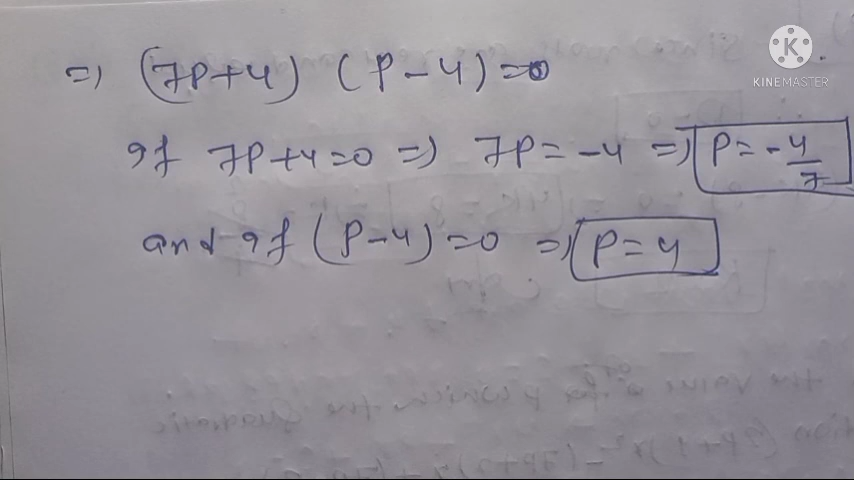 KINEMASTER
=> (7P+4) (P-4)=0
If 7P+4=0 => 7P=-4 => P=-4/7
and if (P-4)=0 => P=4